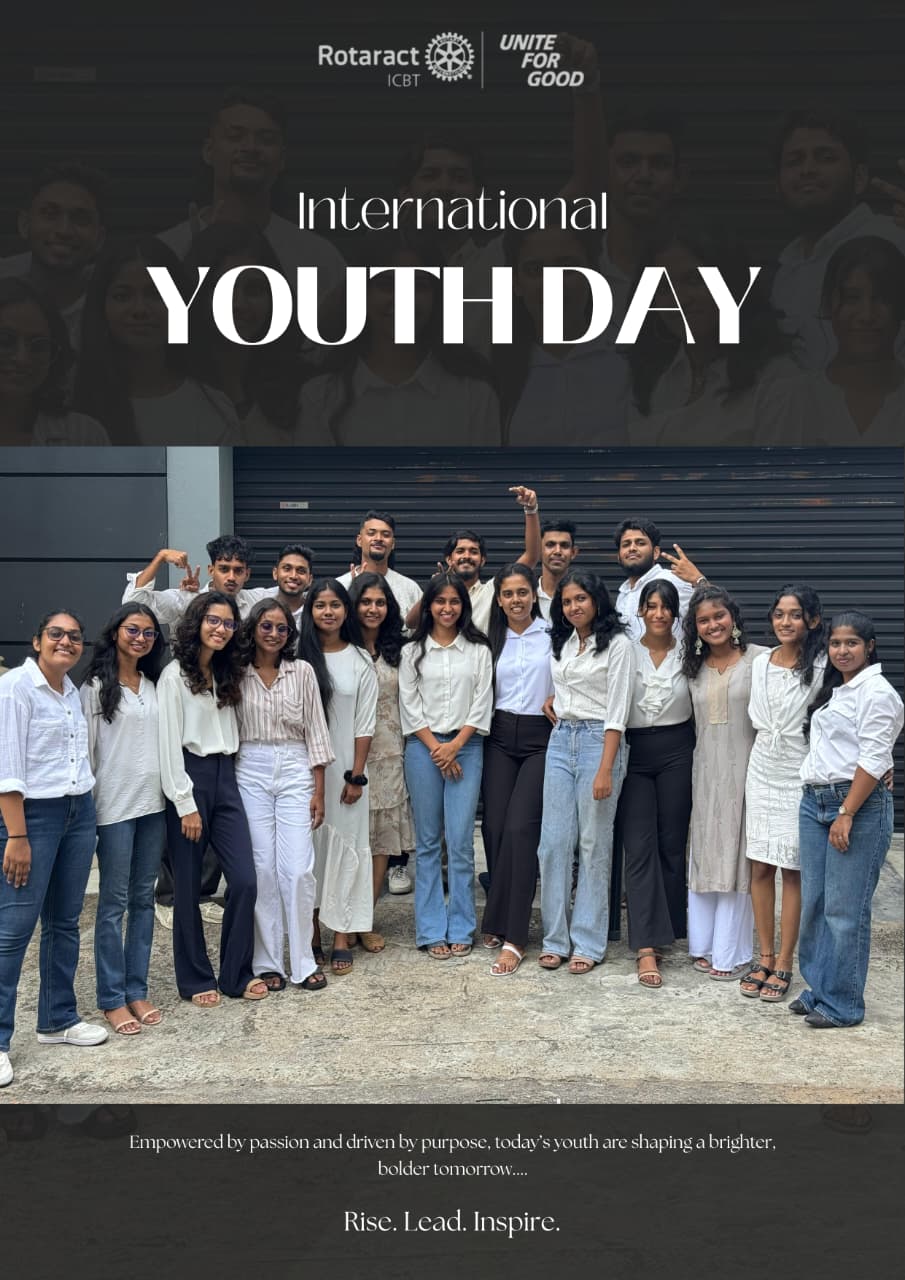 Rotaract
ICBT
UNITE
FOR
GOOD
International
YOUTH DAY
Empowered by passion and driven by purpose, today's youth are shaping a brighter,
bolder tomorrow....
Rise. Lead. Inspire.